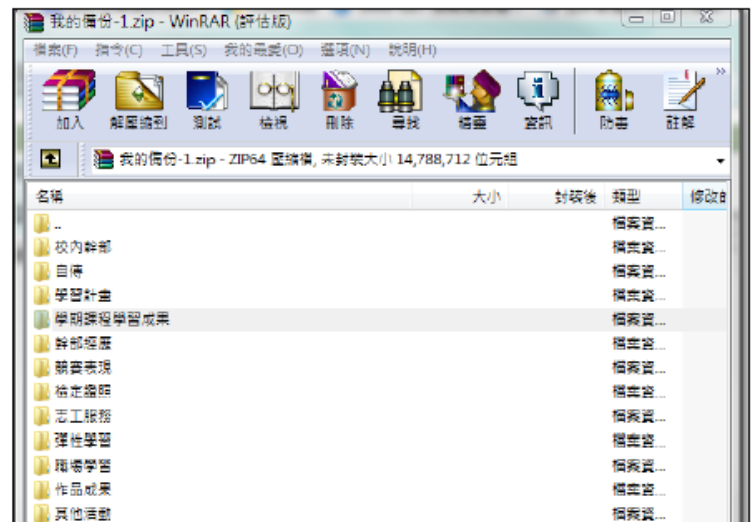 我的備份-1.zip - WinRAR (評估版)
檔案(F) 指令(C) 工具(S) 我的最愛(O) 選項(N) 說明(H)
加入 解壓縮到 測試 檢視 刪除 尋找 精靈 資訊 防毒 註解
我的備份-1.zip - ZIP64 壓縮檔, 未封裝大小 14,788,712 位元組
名稱 大小 封裝後 類型 修改
.. 檔案資...
校內幹部 檔案資...
自傳 檔案資...
學習計畫 檔案資...
學期課程學習成果 檔案資...
幹部經歷 檔案資...
競賽表現 檔案資...
檢定證照 檔案資...
志工服務 檔案資...
彈性學習 檔案資...
職場學習 檔案資...
作品成果 檔案資...
其他活動 檔案資...